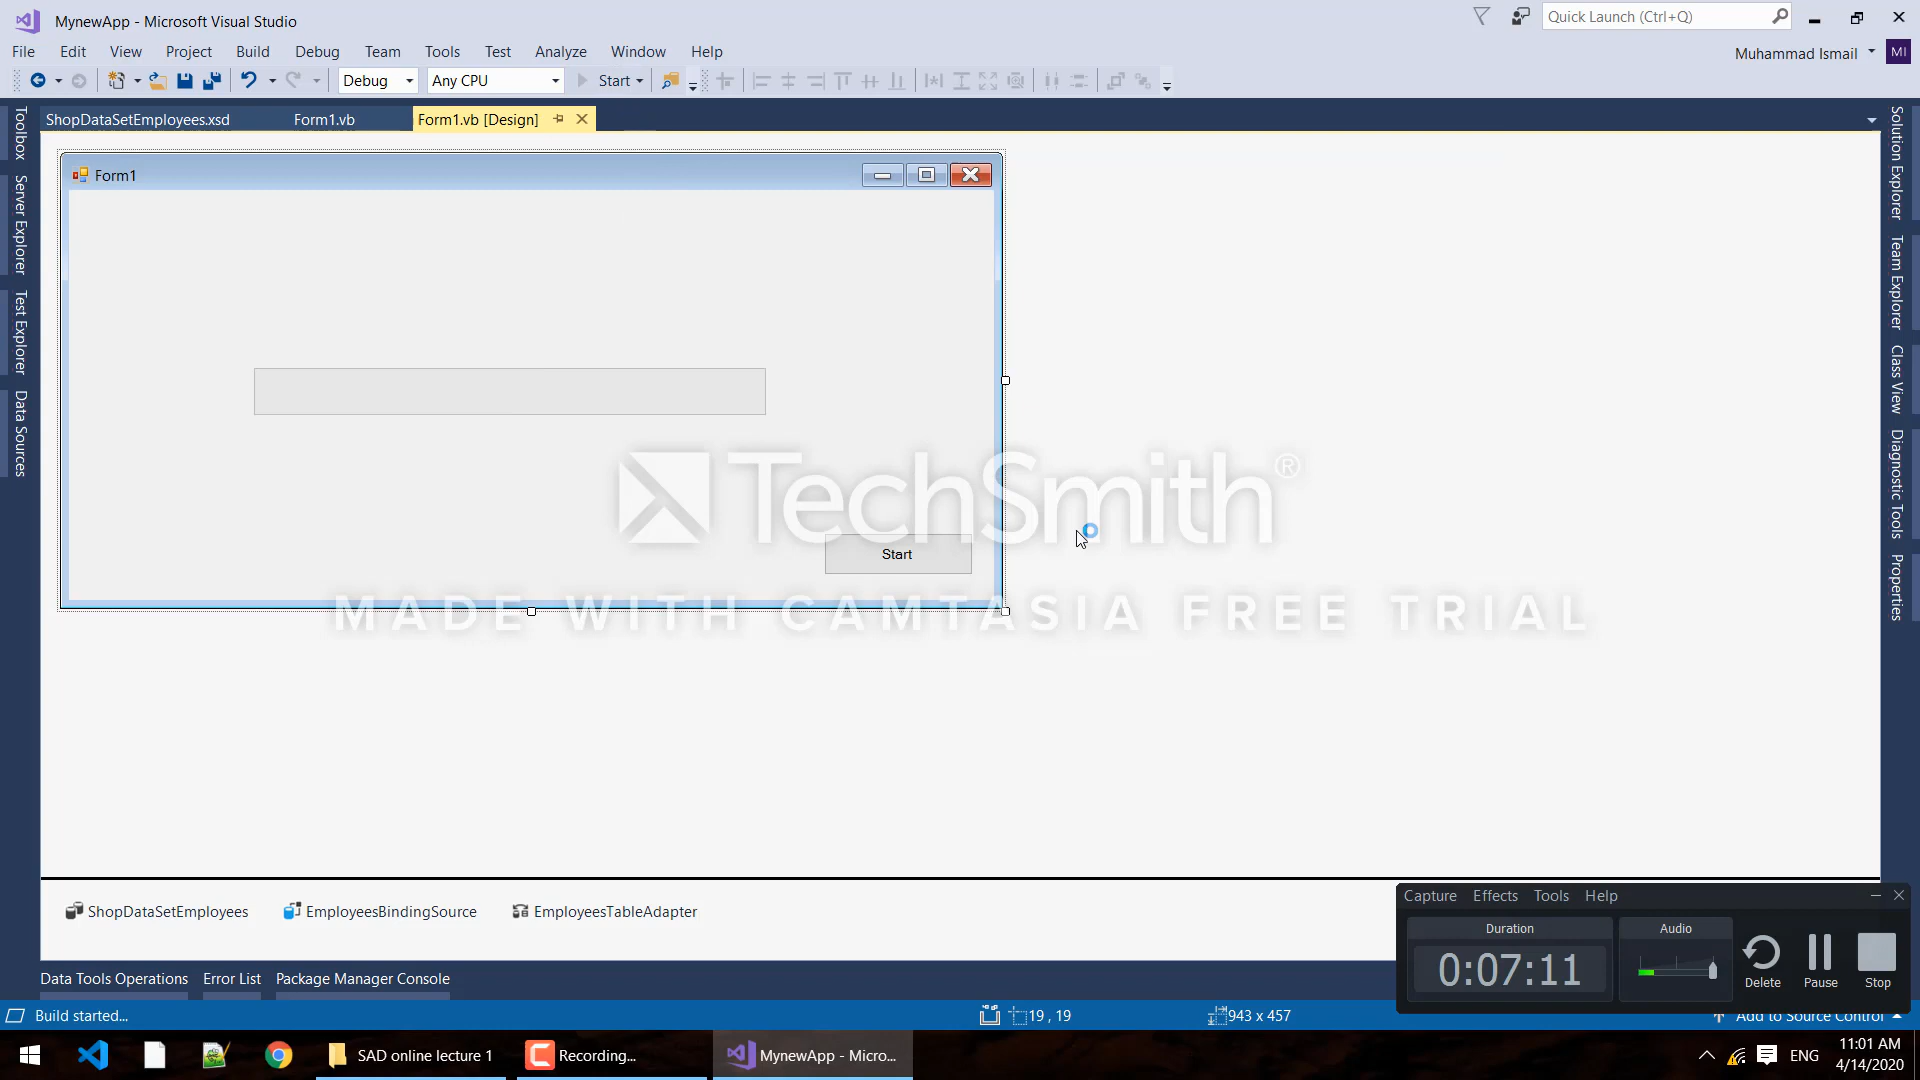 MynewApp - Microsoft Visual Studio
Quick Launch (Ctrl+Q)
File Edit View Project Build Debug Team Tools Test Analyze Window Help
Muhammad Ismail MI
Debug Any CPU Start
ShopDataSetEmployees.xsd Form1.vb Form1.vb [Design]
Toolbox
Server Explorer
Test Explorer
Data Sources
Form1
Start
TechSmith®
MADE WITH CAMTASIA FREE TRIAL
Solution Explorer
Team Explorer
Class View
Diagnostic Tools
Properties
ShopDataSetEmployees EmployeesBindingSource EmployeesTableAdapter
Capture Effects Tools Help
Duration Audio
0:07:11
Delete Pause Stop
Data Tools Operations Error List Package Manager Console
Build started... 19 , 19 943 x 457 Add to Source Control
SAD online lecture 1 Recording... MynewApp - Micro... ENG
11:01 AM
4/14/2020